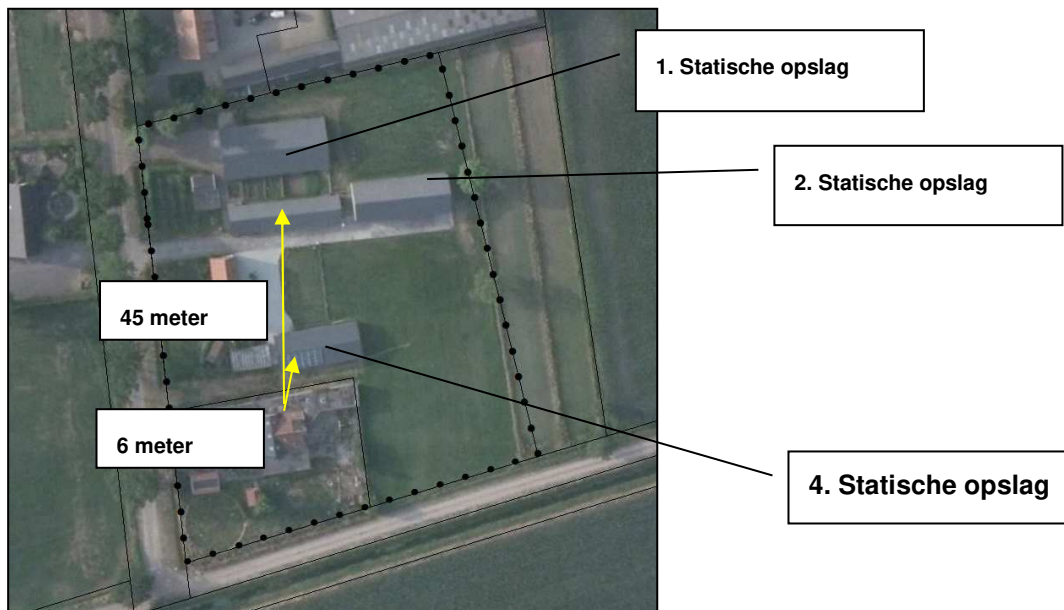 1. Statische opslag
2. Statische opslag
45 meter
6 meter
4. Statische opslag